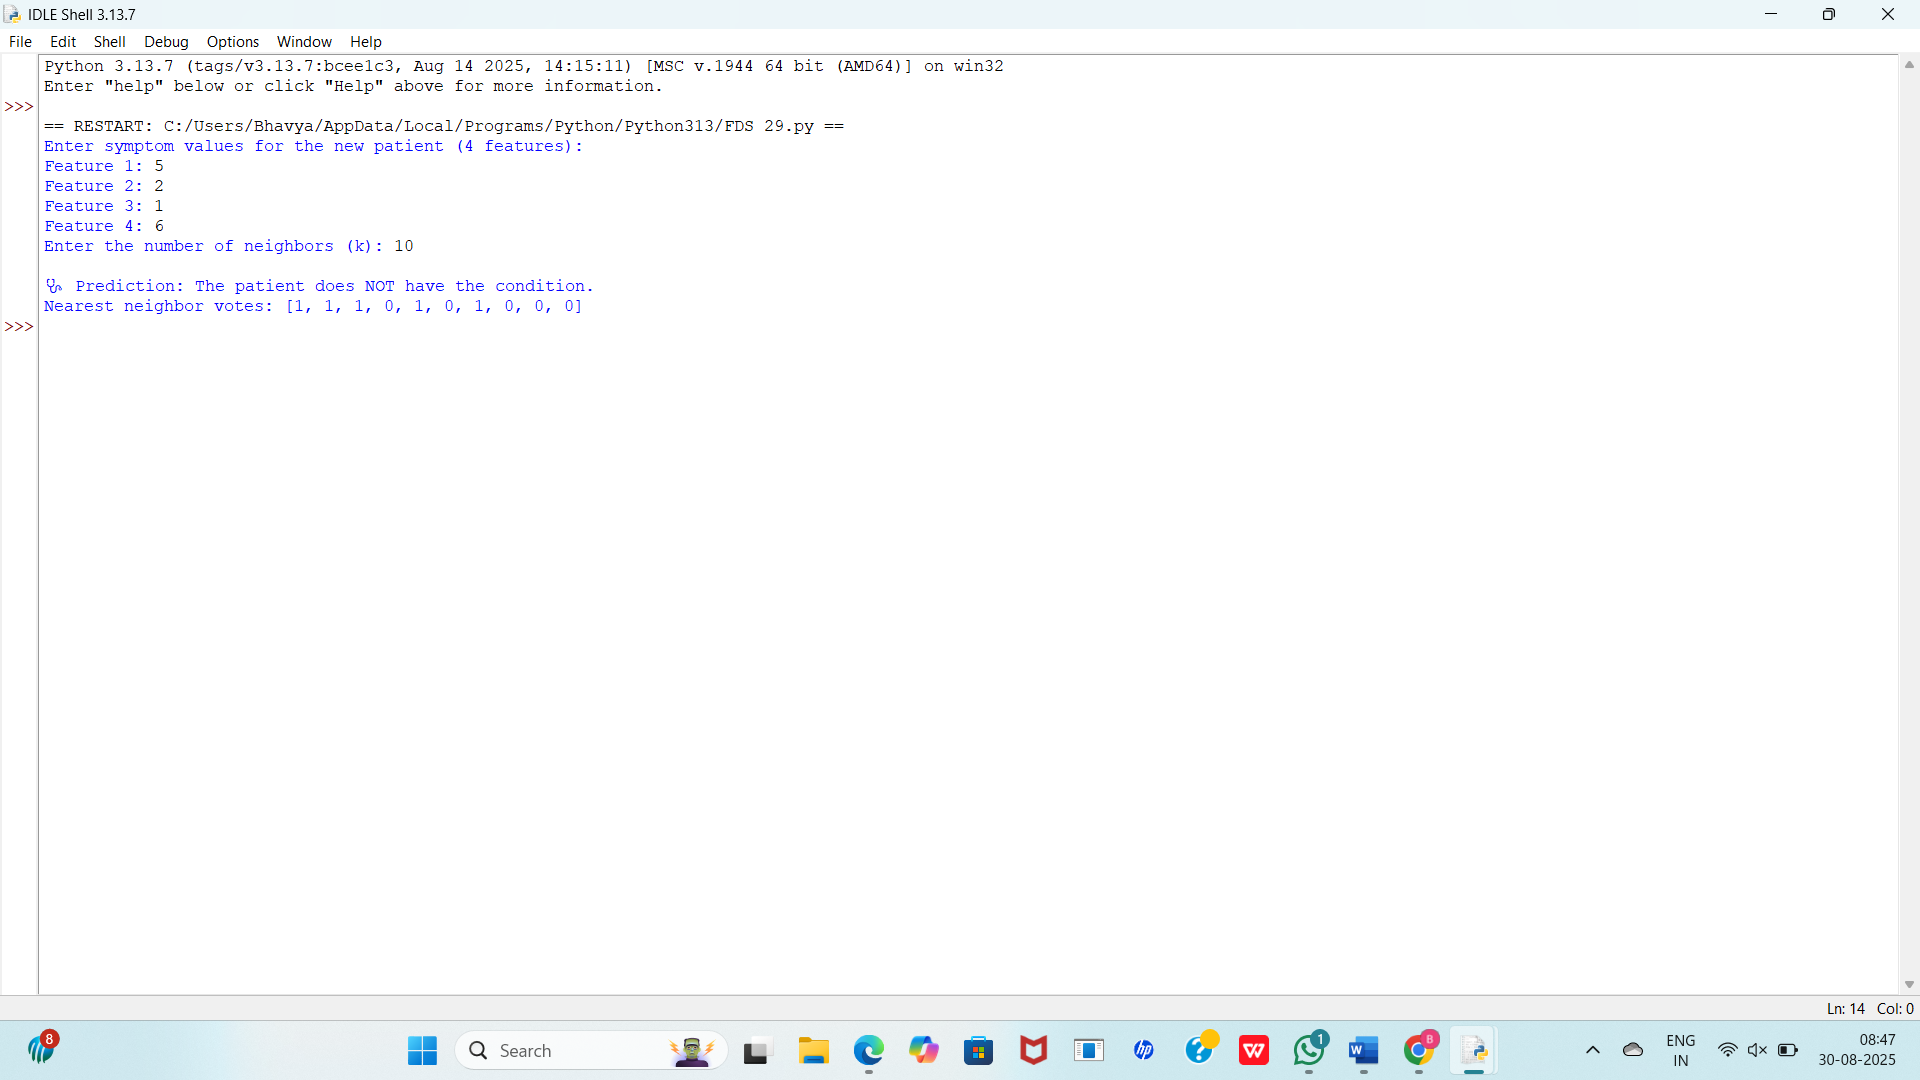 IDLE Shell 3.13.7
File Edit Shell Debug Options Window Help
Python 3.13.7 (tags/v3.13.7:bcee1c3, Aug 14 2025, 14:15:11) [MSC v.1944 64 bit (AMD64)] on win32
Enter "help" below or click "Help" above for more information.
>>>
== RESTART: C:/Users/Bhavya/AppData/Local/Programs/Python/Python313/FDS 29.py ==
Enter symptom values for the new patient (4 features):
Feature 1: 5
Feature 2: 2
Feature 3: 1
Feature 4: 6
Enter the number of neighbors (k): 10
🩺 Prediction: The patient does NOT have the condition.
Nearest neighbor votes: [1, 1, 1, 0, 1, 0, 1, 0, 0, 0]
>>>
Ln: 14 Col: 0
8
Search
hp
?
W
1
W
B
ENG
IN
08:47
30-08-2025